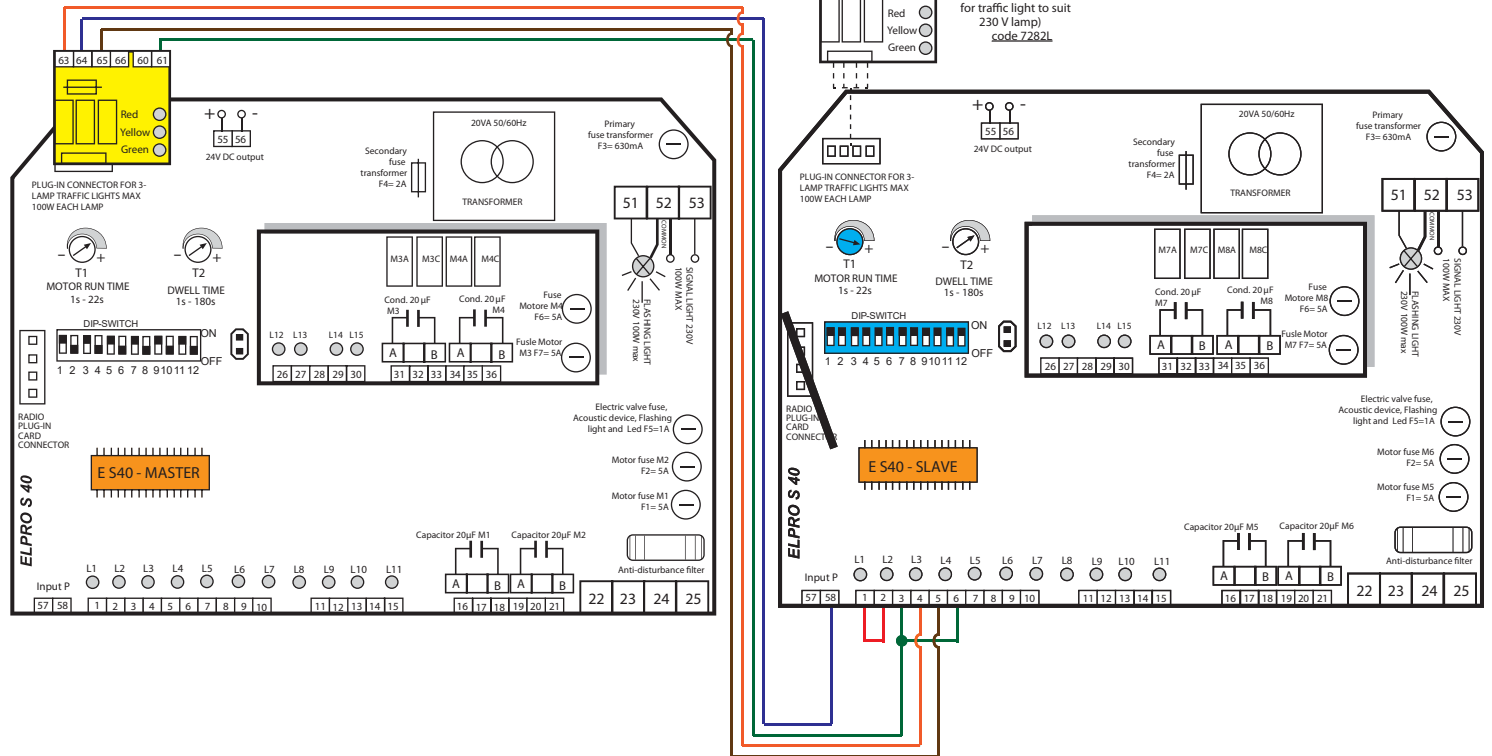 Red
Yellow
Green
for traffic light to suit
230 V lamp)
code 7282L
63 64 65 66 60 61
Red
Yellow
Green
+ -
55 56
24V DC output
20VA 50/60Hz
TRANSFORMER
Primary
fuse transformer
F3= 630mA
Secondary
fuse
transformer
F4= 2A
PLUG-IN CONNECTOR FOR 3-
LAMP TRAFFIC LIGHTS MAX
100W EACH LAMP
51 52 53
COMMON
FLASHING LIGHT
230V 100W max
SIGNAL LIGHT 230V
100W MAX
- +
T1
MOTOR RUN TIME
1s - 22s
- +
T2
DWELL TIME
1s - 180s
M3A M3C M4A M4C
Cond. 20 µF
M3
Cond. 20 µF
M4
Fuse
Motore M4
F6= 5A
Fusle Motor
M3 F7= 5A
DIP-SWITCH
ON
OFF
1 2 3 4 5 6 7 8 9 10 11 12
L12 L13 L14 L15
A B A B
26 27 28 29 30 31 32 33 34 35 36
RADIO
PLUG-IN
CARD
CONNECTOR
Electric valve fuse,
Acoustic device, Flashing
light and Led F5=1A
E S40 - MASTER
Motor fuse M2
F2= 5A
Motor fuse M1
F1= 5A
ELPRO S 40
Capacitor 20µF M1 Capacitor 20µF M2
Anti-disturbance filter
L1 L2 L3 L4 L5 L6 L7 L8 L9 L10 L11
Input P
A B A B
57 58 1 2 3 4 5 6 7 8 9 10 11 12 13 14 15 16 17 18 19 20 21 22 23 24 25
+ -
55 56
24V DC output
20VA 50/60Hz
TRANSFORMER
Primary
fuse transformer
F3= 630mA
Secondary
fuse
transformer
F4= 2A
PLUG-IN CONNECTOR FOR 3-
LAMP TRAFFIC LIGHTS MAX
100W EACH LAMP
51 52 53
COMMON
FLASHING LIGHT
230V 100W max
SIGNAL LIGHT 230V
100W MAX
- +
T1
MOTOR RUN TIME
1s - 22s
- +
T2
DWELL TIME
1s - 180s
M7A M7C M8A M8C
Cond. 20 µF
M7
Cond. 20 µF
M8
Fuse
Motore M8
F6= 5A
Fusle Motor
M7 F7= 5A
DIP-SWITCH
ON
OFF
1 2 3 4 5 6 7 8 9 10 11 12
L12 L13 L14 L15
A B A B
26 27 28 29 30 31 32 33 34 35 36
RADIO
PLUG-IN
CARD
CONNECTOR
Electric valve fuse,
Acoustic device, Flashing
light and Led F5=1A
E S40 - SLAVE
Motor fuse M6
F2= 5A
Motor fuse M5
F1= 5A
ELPRO S 40
Capacitor 20µF M5 Capacitor 20µF M6
Anti-disturbance filter
L1 L2 L3 L4 L5 L6 L7 L8 L9 L10 L11
Input P
A B A B
57 58 1 2 3 4 5 6 7 8 9 10 11 12 13 14 15 16 17 18 19 20 21 22 23 24 25